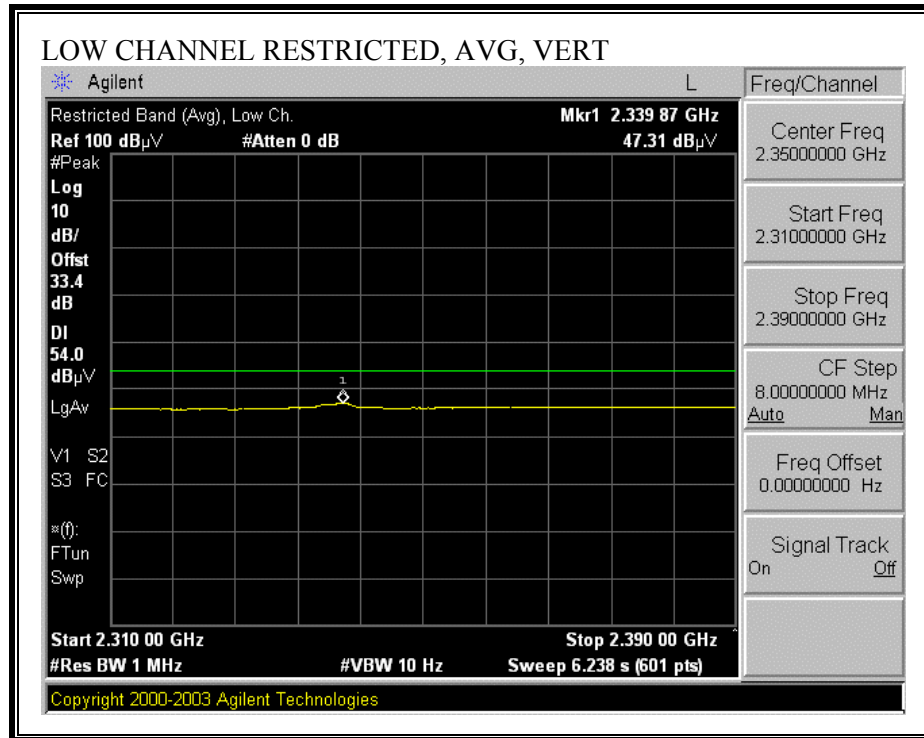 LOW CHANNEL RESTRICTED, AVG, VERT
Agilent L Freq/Channel
Restricted Band (Avg), Low Ch. Mkr1 2.339 87 GHz
Ref 100 dBµV #Atten 0 dB 47.31 dBµV
#Peak
Log
10
dB/
Offst
33.4
dB
DI
54.0
dBµV
LgAv
1
V1 S2
S3 FC
¤(f):
FTun
Swp
Start 2.310 00 GHz Stop 2.390 00 GHz
#Res BW 1 MHz #VBW 10 Hz Sweep 6.238 s (601 pts)
Center Freq
2.35000000 GHz
Start Freq
2.31000000 GHz
Stop Freq
2.39000000 GHz
CF Step
8.00000000 MHz
Auto Man
Freq Offset
0.00000000 Hz
Signal Track
On Off
Copyright 2000-2003 Agilent Technologies